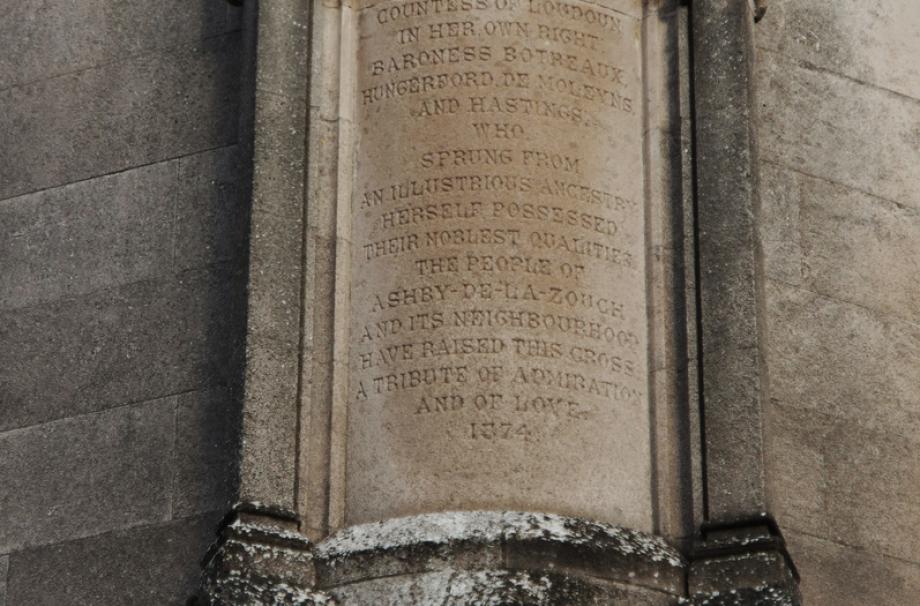 COUNTESS OF LOUDOUN
IN HER OWN RIGHT
BARONESS BOTREAUX,
HUNGERFORD, DE MOLEYNS,
AND HASTINGS,
WHO
SPRUNG FROM
AN ILLUSTRIOUS ANCESTRY
HERSELF POSSESSED
THEIR NOBLEST QUALITIES.
THE PEOPLE OF
ASHBY-DE-LA-ZOUCH
AND ITS NEIGHBOURHOOD
HAVE RAISED THIS CROSS
A TRIBUTE OF ADMIRATION
AND OF LOVE.
1874.